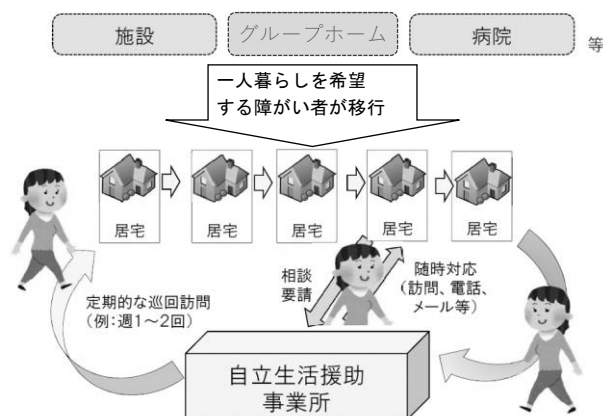 施設
グループホーム
病院
等
一人暮らしを希望
する障がい者が移行
居宅
居宅
居宅
居宅
居宅
定期的な巡回訪問
(例:週1～2回)
相談
要請
随時対応
(訪問、電話、
メール等)
自立生活援助
事業所